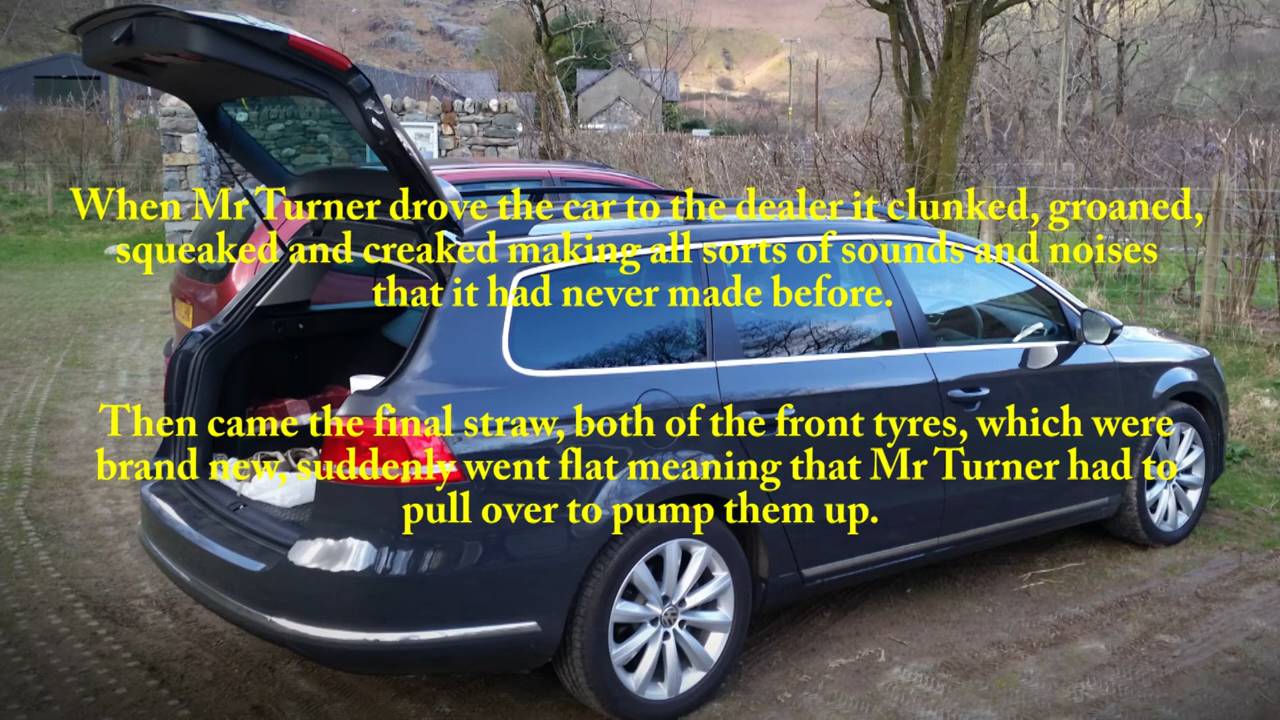 When Mr Turner drove the car to the dealer it clunked, groaned,
squeaked and creaked making all sorts of sounds and noises
that it had never made before.
Then came the final straw, both of the front tyres, which were
brand new, suddenly went flat meaning that Mr Turner had to
pull over to pump them up.